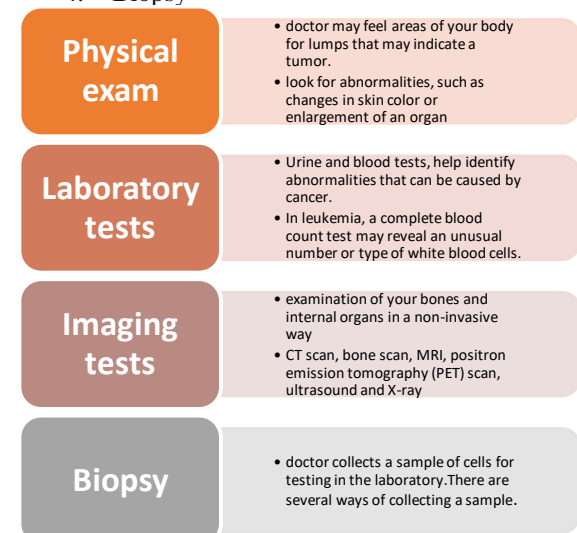 Physical
exam
• doctor may feel areas of your body
for lumps that may indicate a
tumor.
• look for abnormalities, such as
changes in skin color or
enlargement of an organ
Laboratory
tests
• Urine and blood tests, help identify
abnormalities that can be caused by
cancer.
• In leukemia, a complete blood
count test may reveal an unusual
number or type of white blood cells.
Imaging
tests
• examination of your bones and
internal organs in a non-invasive
way
• CT scan, bone scan, MRI, positron
emission tomography (PET) scan,
ultrasound and X-ray
Biopsy
• doctor collects a sample of cells for
testing in the laboratory.There are
several ways of collecting a sample.